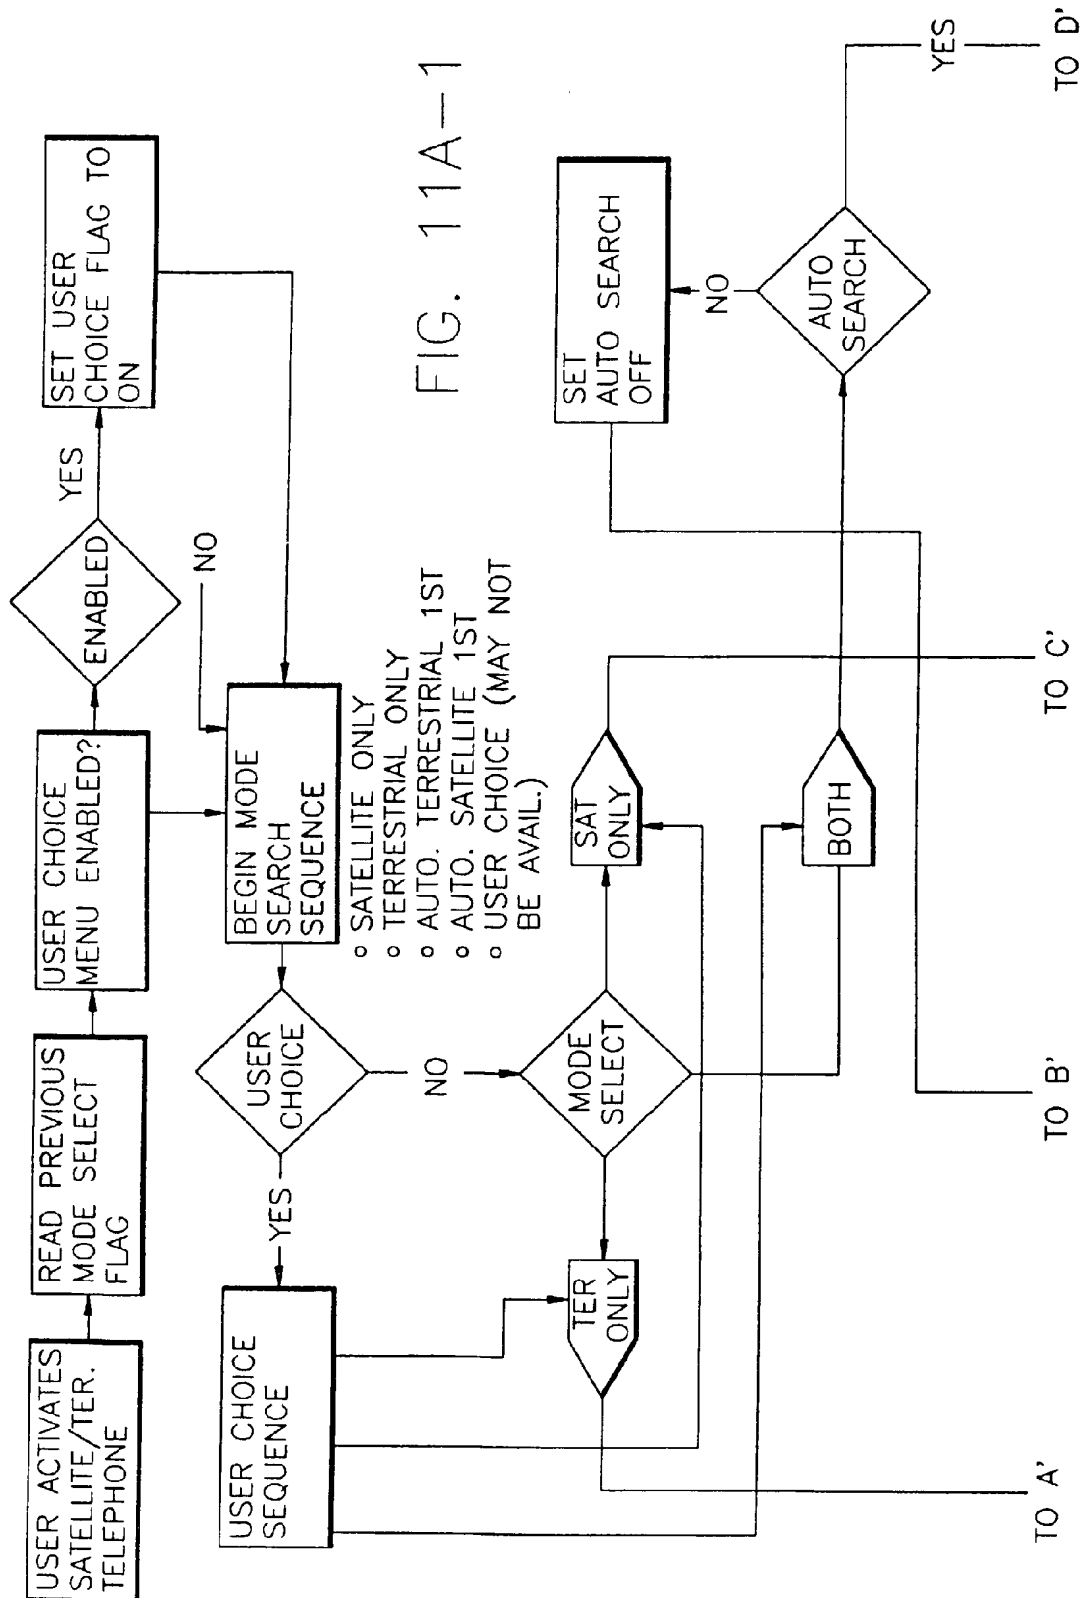 USER ACTIVATES
SATELLITE/TER.
TELEPHONE
READ PREVIOUS
MODE SELECT
FLAG
USER CHOICE
MENU ENABLED?
ENABLED
YES
SET USER
CHOICE FLAG TO
ON
NO
BEGIN MODE
SEARCH
SEQUENCE
o SATELLITE ONLY
o TERRESTRIAL ONLY
o AUTO. TERRESTRIAL 1ST
o AUTO. SATELLITE 1ST
o USER CHOICE (MAY NOT
BE AVAIL.)
USER
CHOICE
YES
USER CHOICE
SEQUENCE
NO
MODE
SELECT
TER
ONLY
SAT
ONLY
BOTH
AUTO
SEARCH
NO
SET
AUTO SEARCH
OFF
YES
TO A'
TO B'
TO C'
TO D'
FIG. 11A-1